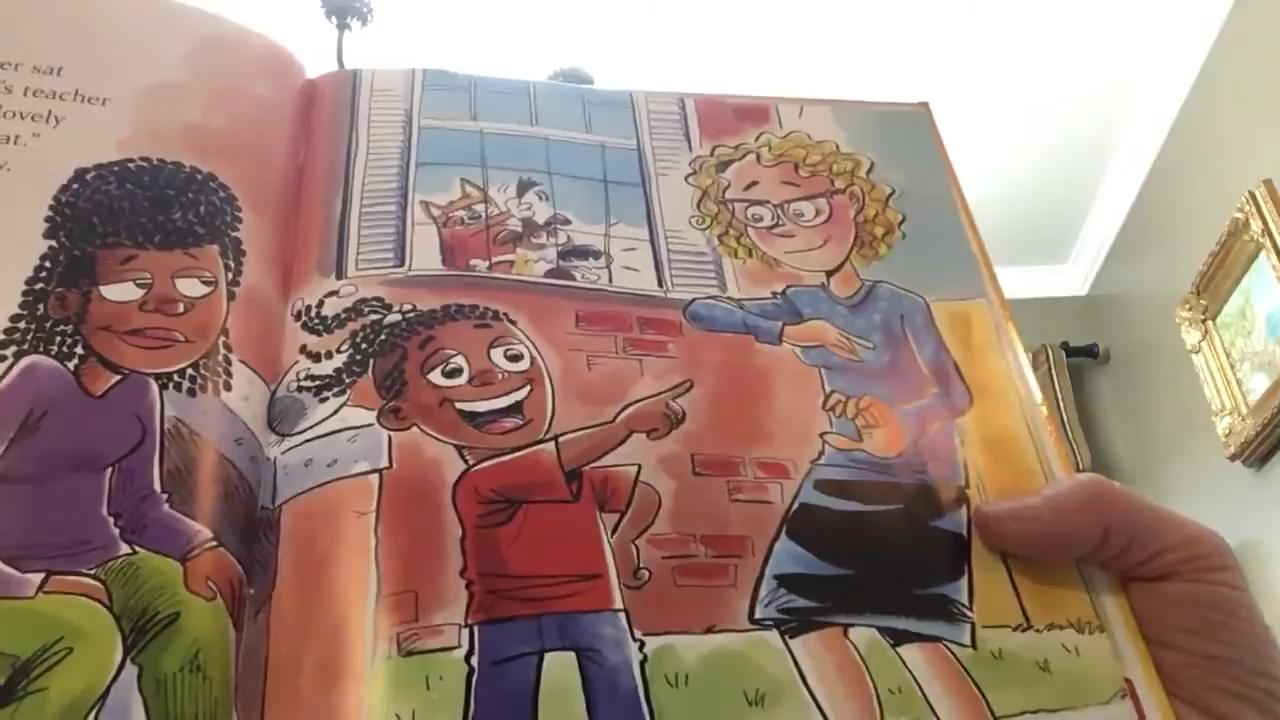 er sat
's teacher
lovely
at."